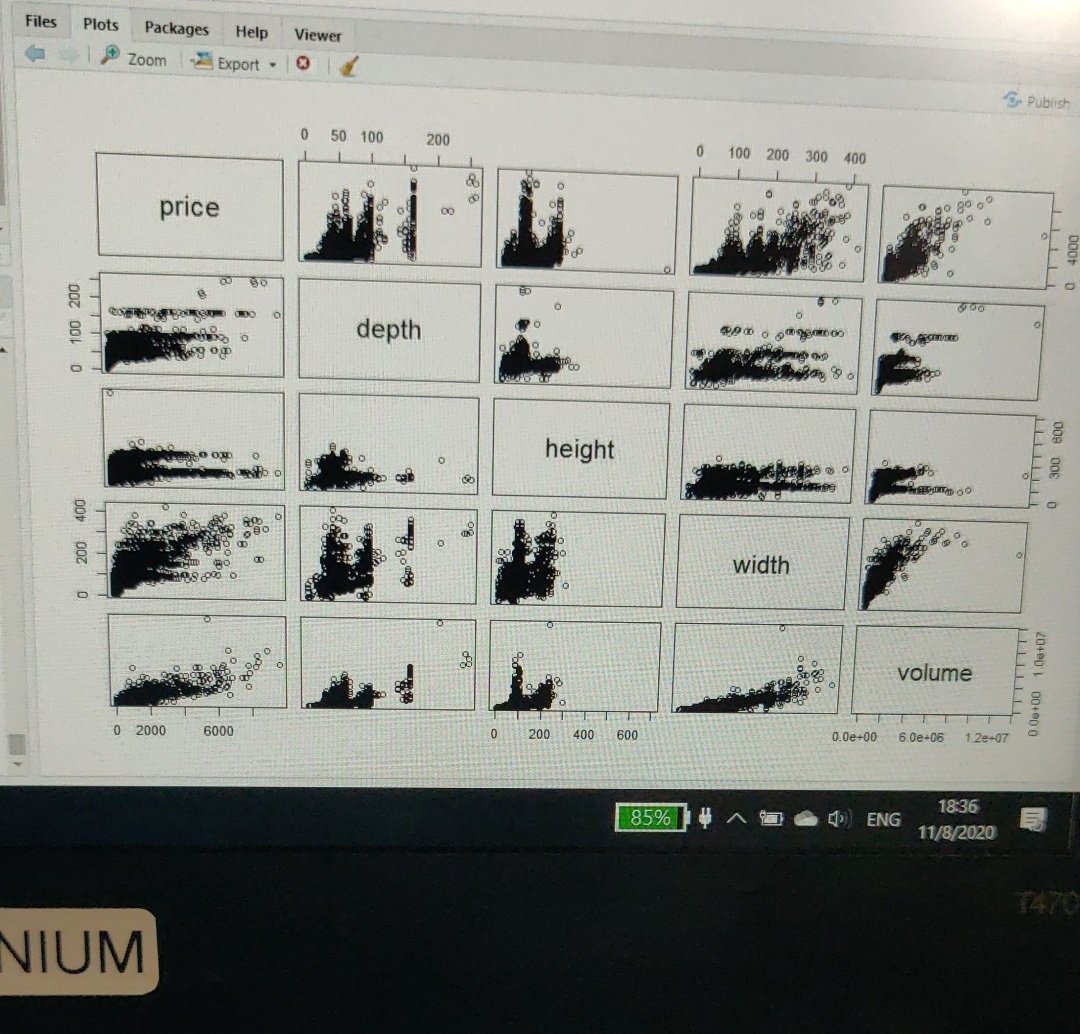 Files Plots Packages Help Viewer
Zoom Export
Publish
0 50 100 200
0 100 200 300 400
price
0 4000
0 100 200
depth
height
0 300 600
0 200 400
width
volume
0.0e+00 1.0e+07
0 2000 6000
0 200 400 600
0.0e+00 6.0e+06 1.2e+07
85% ENG 18:36
11/8/2020
T470
NIUM